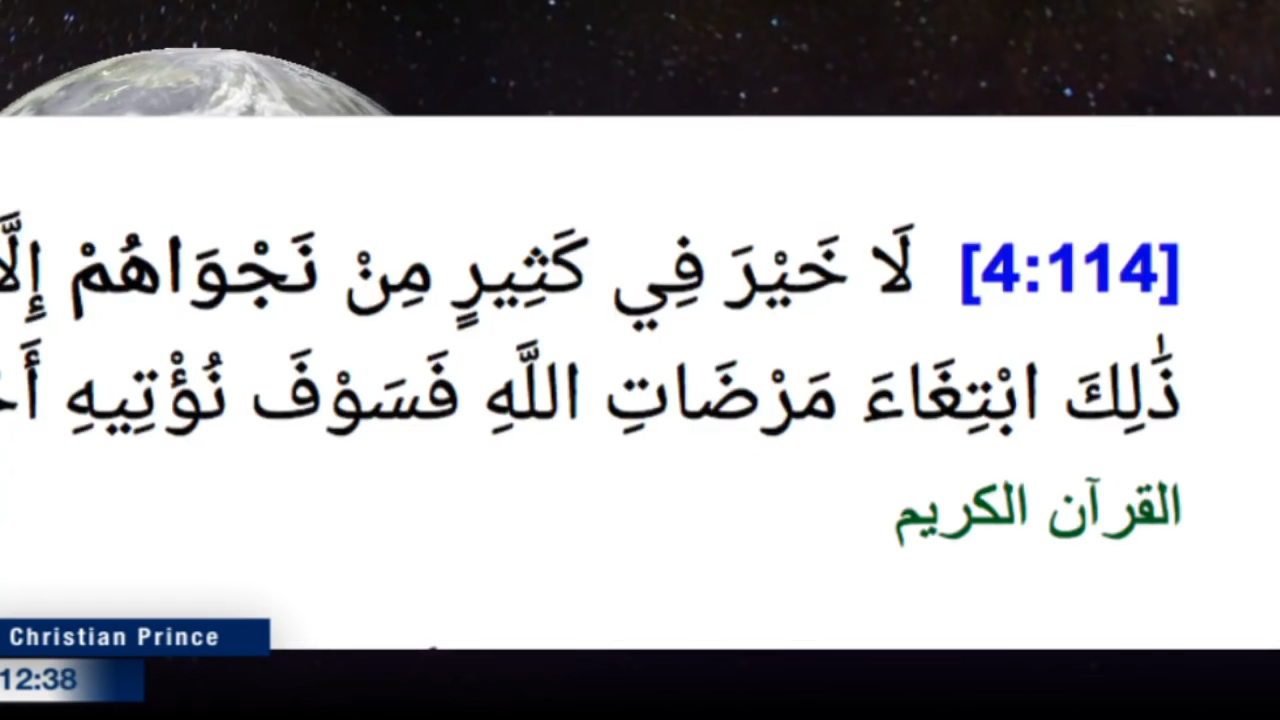 [4:114] لَا خَيْرَ فِي كَثِيرٍ مِنْ نَجْوَاهُمْ إِلَّا
ذَٰلِكَ ابْتِغَاءَ مَرْضَاتِ اللَّهِ فَسَوْفَ نُؤْتِيهِ
القرآن الكريم
Christian Prince
12:38